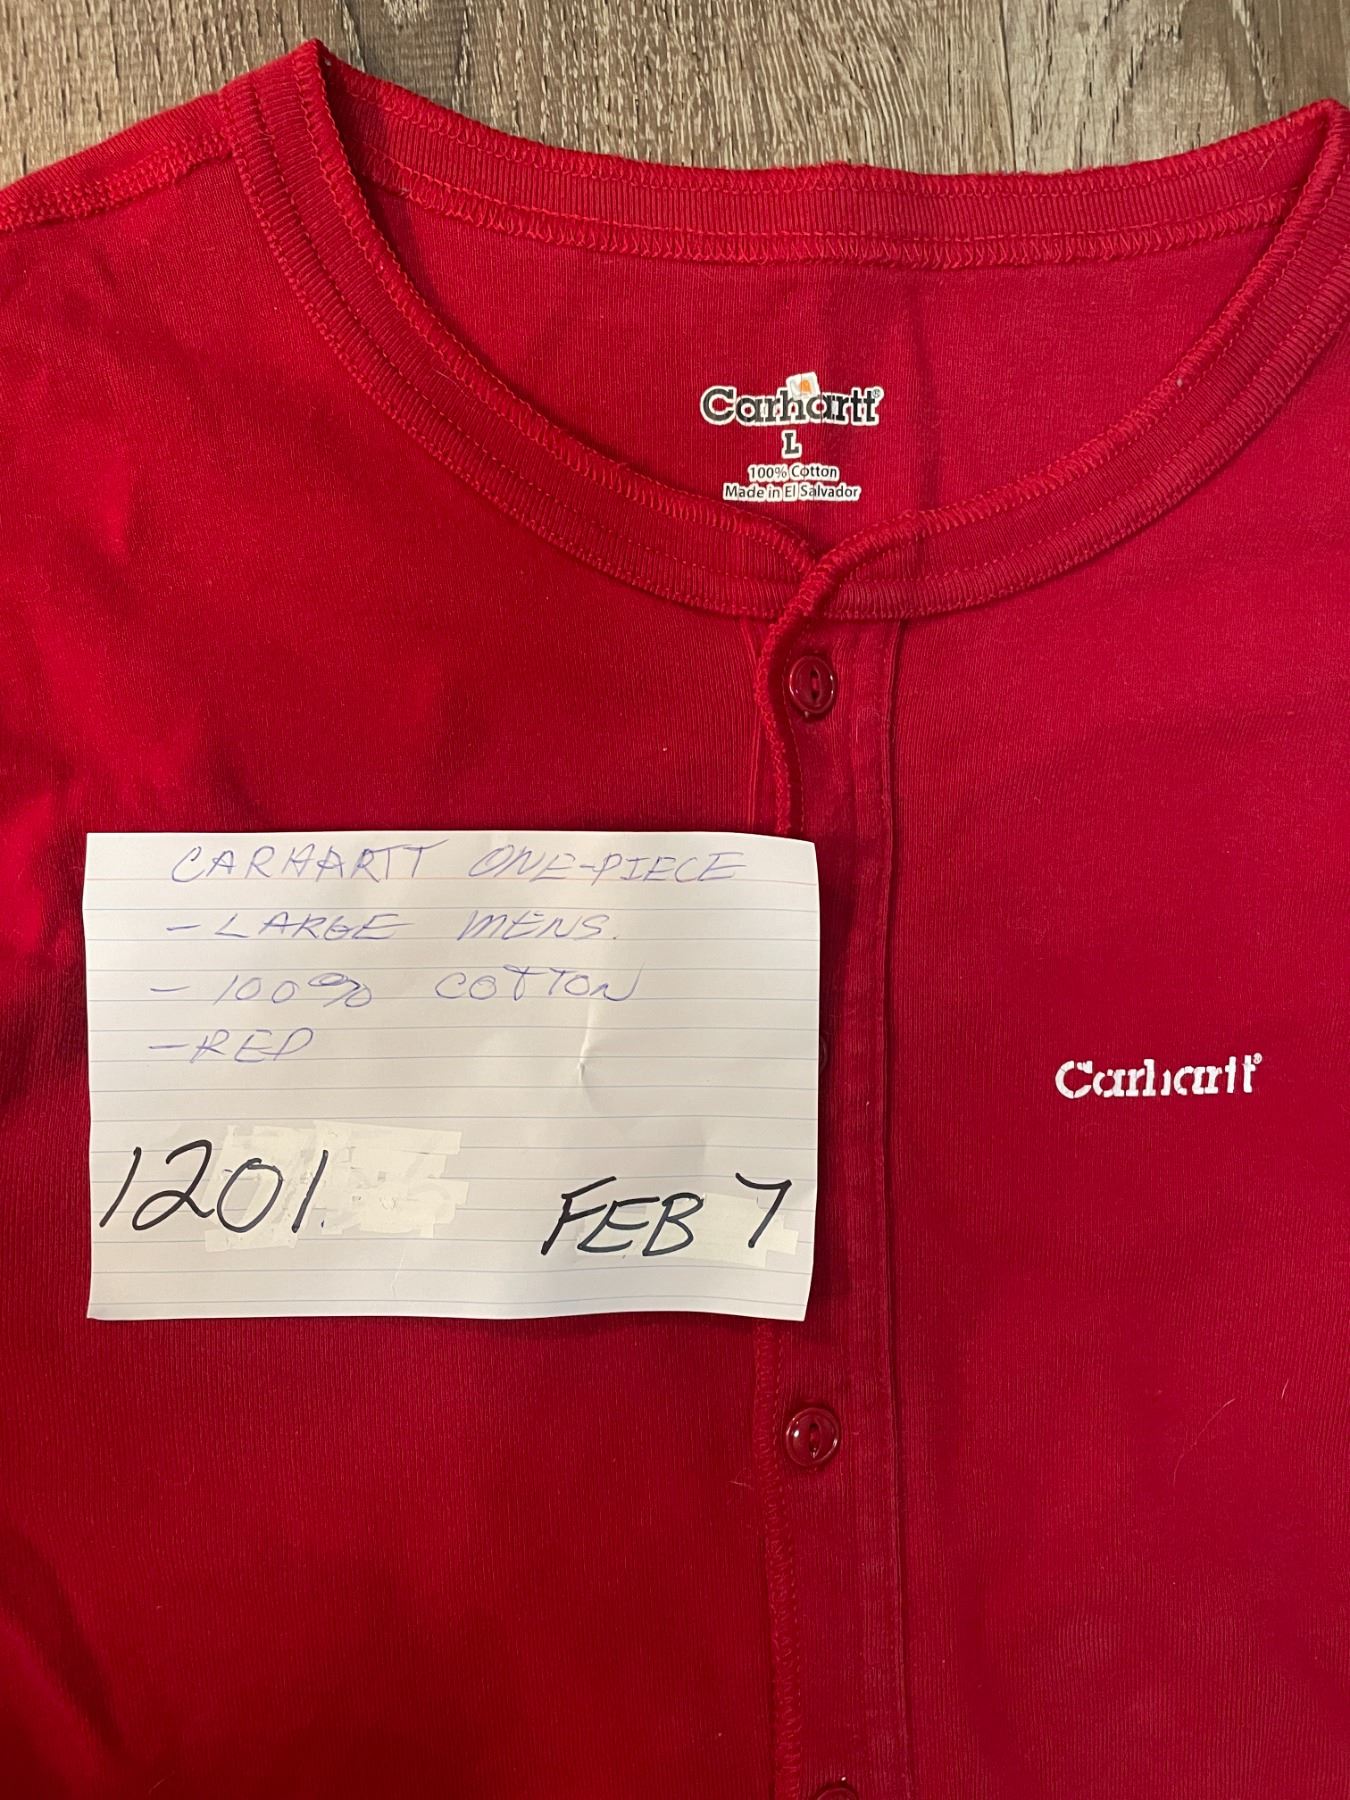 Carhartt®
L
100% Cotton
Made in El Salvador
CARHARTT ONE-PIECE
- LARGE MENS.
- 100% COTTON
- RED
1201. FEB 7
Carhartt®